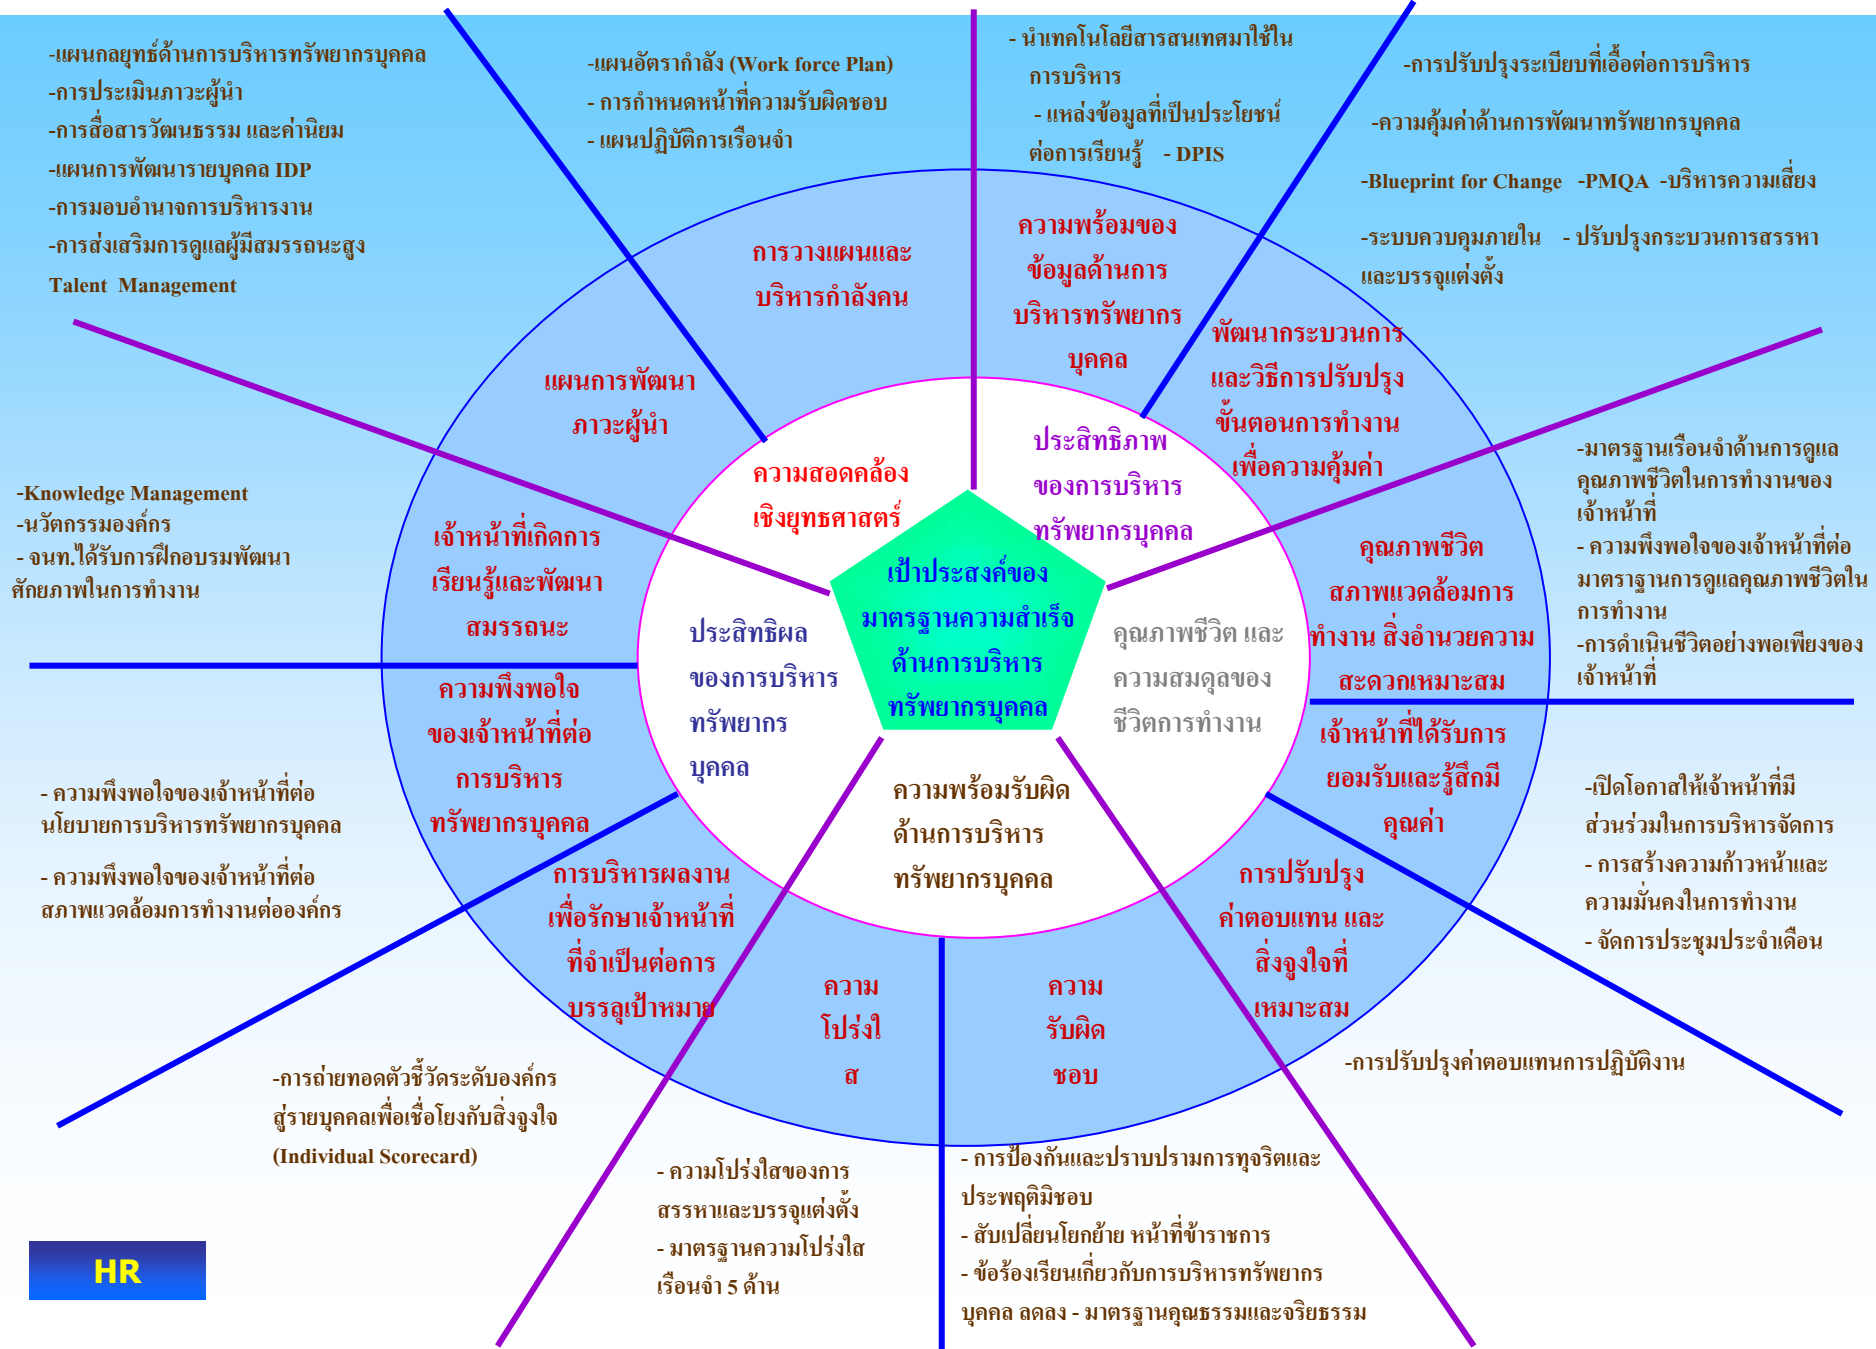 -แผนกลยุทธ์ด้านการบริหารทรัพยากรบุคคล
-การประเมินภาวะผู้นำ
-การสื่อสารวัฒนธรรม และค่านิยม
-แผนการพัฒนารายบุคคล IDP
-การมอบอำนาจการบริหารงาน
-การส่งเสริมการดูแลผู้มีสมรรถนะสูง
Talent Management
-แผนอัตรากำลัง (Work force Plan)
- การกำหนดหน้าที่ความรับผิดชอบ
- แผนปฏิบัติการเรือนจำ
- นำเทคโนโลยีสารสนเทศมาใช้ใน
การบริหาร
- แหล่งข้อมูลที่เป็นประโยชน์
ต่อการเรียนรู้ - DPIS
-การปรับปรุงระเบียบที่เอื้อต่อการบริหาร
-ความคุ้มค่าด้านการพัฒนาทรัพยากรบุคคล
-Blueprint for Change -PMQA -บริหารความเสี่ยง
-ระบบควบคุมภายใน - ปรับปรุงกระบวนการสรรหา
และบรรจุแต่งตั้ง
การวางแผนและ
บริหารกำลังคน
ความพร้อมของ
ข้อมูลด้านการ
บริหารทรัพยากร
บุคคล
พัฒนากระบวนการ
และวิธีการปรับปรุง
ขั้นตอนการทำงาน
เพื่อความคุ้มค่า
แผนการพัฒนา
ภาวะผู้นำ
ความสอดคล้อง
เชิงยุทธศาสตร์
ประสิทธิภาพ
ของการบริหาร
ทรัพยากรบุคคล
-Knowledge Management
-นวัตกรรมองค์กร
- จนท.ได้รับการฝึกอบรมพัฒนา
ศักยภาพในการทำงาน
เจ้าหน้าที่เกิดการ
เรียนรู้และพัฒนา
สมรรถนะ
เป้าประสงค์ของ
มาตรฐานความสำเร็จ
ด้านการบริหาร
ทรัพยากรบุคคล
คุณภาพชีวิต
สภาพแวดล้อมการ
ทำงาน สิ่งอำนวยความ
สะดวกเหมาะสม
-มาตรฐานเรือนจำด้านการดูแล
คุณภาพชีวิตในการทำงานของ
เจ้าหน้าที่
- ความพึงพอใจของเจ้าหน้าที่ต่อ
มาตราฐานการดูแลคุณภาพชีวิตใน
การทำงาน
-การดำเนินชีวิตอย่างพอเพียงของ
เจ้าหน้าที่
ประสิทธิผล
ของการบริหาร
ทรัพยากร
บุคคล
คุณภาพชีวิต และ
ความสมดุลของ
ชีวิตการทำงาน
ความพึงพอใจ
ของเจ้าหน้าที่ต่อ
การบริหาร
ทรัพยากรบุคคล
เจ้าหน้าที่ได้รับการ
ยอมรับและรู้สึกมี
คุณค่า
- ความพึงพอใจของเจ้าหน้าที่ต่อ
นโยบายการบริหารทรัพยากรบุคคล
- ความพึงพอใจของเจ้าหน้าที่ต่อ
สภาพแวดล้อมการทำงานต่อองค์กร
ความพร้อมรับผิด
ด้านการบริหาร
ทรัพยากรบุคคล
-เปิดโอกาสให้เจ้าหน้าที่มี
ส่วนร่วมในการบริหารจัดการ
- การสร้างความก้าวหน้าและ
ความมั่นคงในการทำงาน
- จัดการประชุมประจำเดือน
การบริหารผลงาน
เพื่อรักษาเจ้าหน้าที่
ที่จำเป็นต่อการ
บรรลุเป้าหมาย
ความ
โปร่งใ
ส
ความ
รับผิด
ชอบ
การปรับปรุง
ค่าตอบแทน และ
สิ่งจูงใจที่
เหมาะสม
-การปรับปรุงค่าตอบแทนการปฏิบัติงาน
-การถ่ายทอดตัวชี้วัดระดับองค์กร
สู่รายบุคคลเพื่อเชื่อโยงกับสิ่งจูงใจ
(Individual Scorecard)
- ความโปร่งใสของการ
สรรหาและบรรจุแต่งตั้ง
- มาตรฐานความโปร่งใส
เรือนจำ 5 ด้าน
- การป้องกันและปราบปรามการทุจริตและ
ประพฤติมิชอบ
- สับเปลี่ยนโยกย้าย หน้าที่ข้าราชการ
- ข้อร้องเรียนเกี่ยวกับการบริหารทรัพยากร
บุคคล ลดลง - มาตรฐานคุณธรรมและจริยธรรม
HR